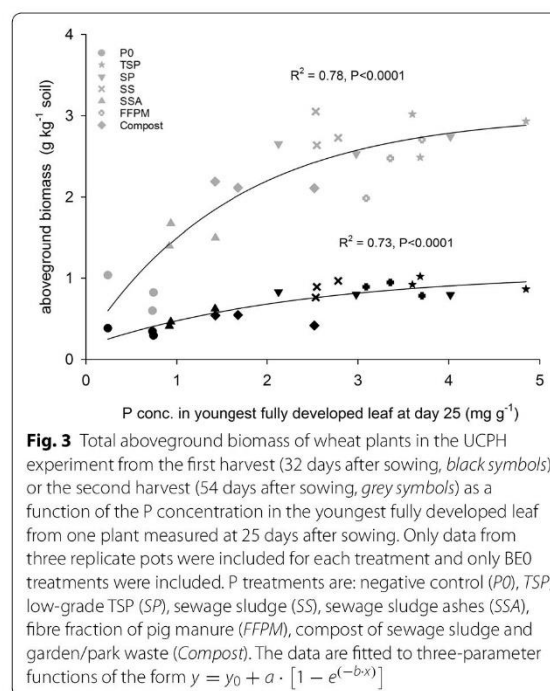 4
3
2
1
0
aboveground biomass
(g kg⁻¹ soil)
P0
TSP
SP
SS
SSA
FFPM
Compost
R² = 0.78, P<0.0001
R² = 0.73, P<0.0001
0 1 2 3 4 5
P conc. in youngest fully developed leaf at day 25 (mg g⁻¹)
Fig. 3 Total aboveground biomass of wheat plants in the UCPH
experiment from the first harvest (32 days after sowing, black symbols)
or the second harvest (54 days after sowing, grey symbols) as a
function of the P concentration in the youngest fully developed leaf
from one plant measured at 25 days after sowing. Only data from
three replicate pots were included for each treatment and only BE0
treatments were included. P treatments are: negative control (P0), TSP,
low-grade TSP (SP), sewage sludge (SS), sewage sludge ashes (SSA),
fibre fraction of pig manure (FFPM), compost of sewage sludge and
garden/park waste (Compost). The data are fitted to three-parameter
functions of the form y = y₀ + a · [1 − e^(−b·x)]